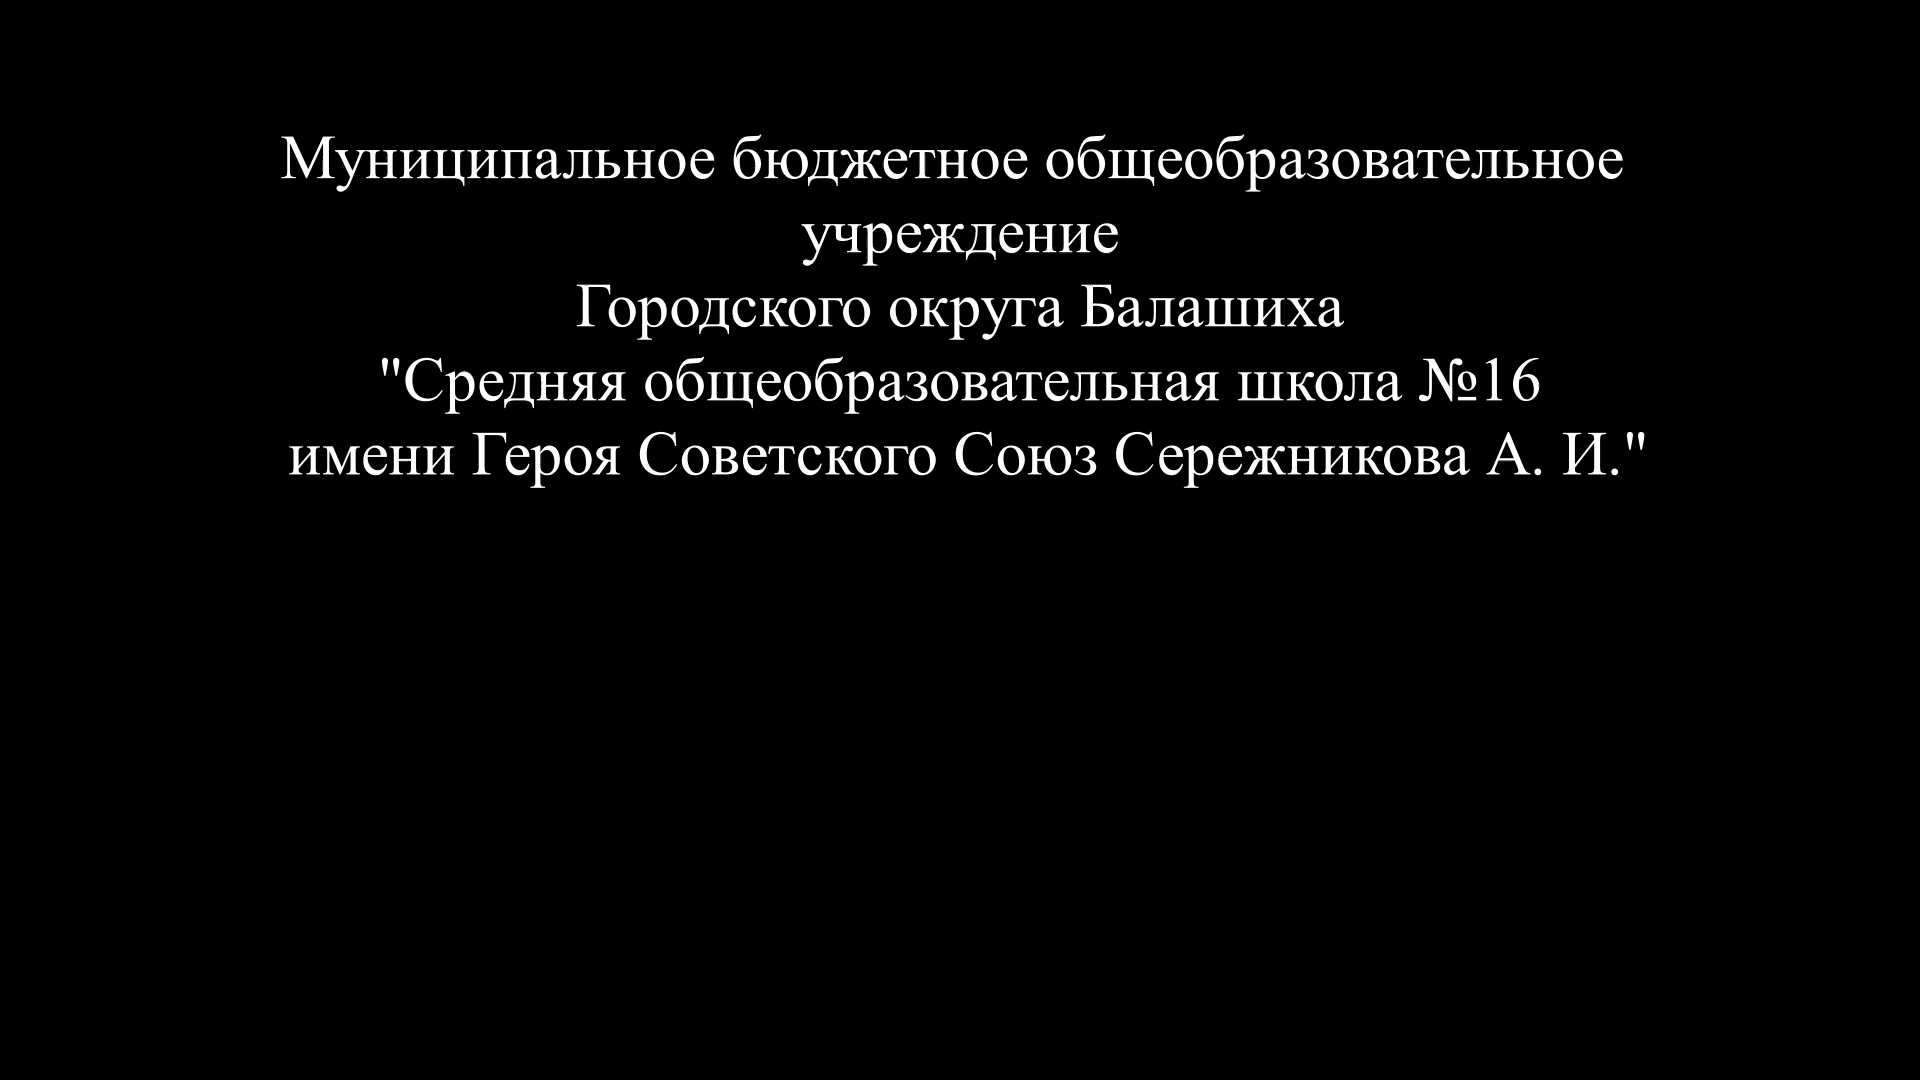 Муниципальное бюджетное общеобразовательное
учреждение
Городского округа Балашиха
"Средняя общеобразовательная школа №16
имени Героя Советского Союз Сережникова А. И."